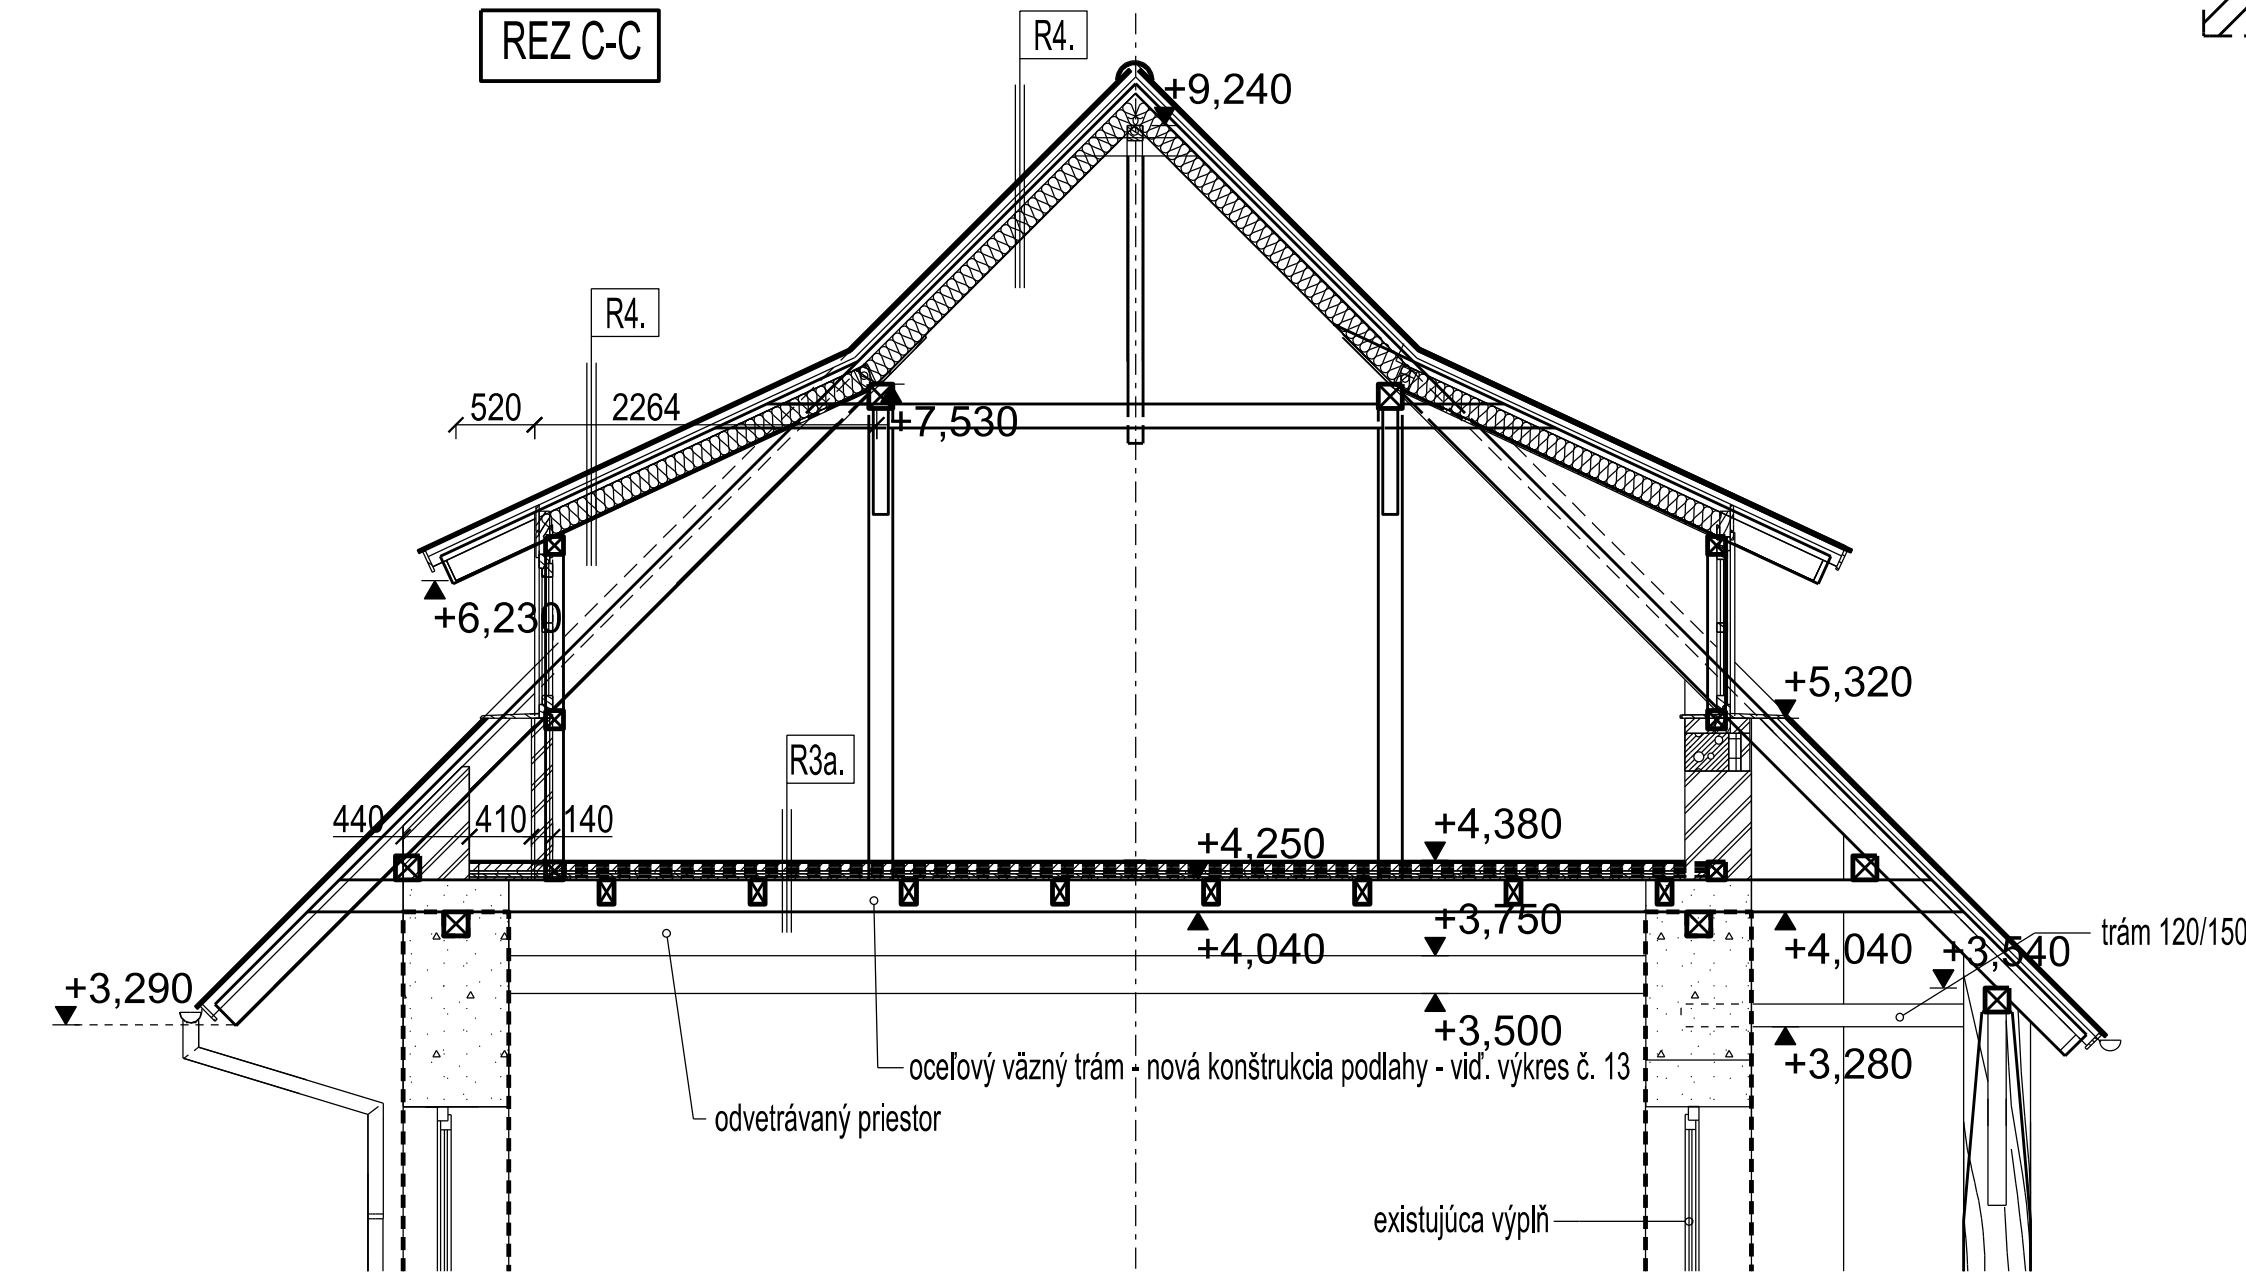 REZ C-C
R4.
+9,240
R4.
520
2264
+7,530
+6,230
+5,320
R3a.
440
410
140
+4,250
+4,380
+3,750
+4,040
+4,040
+3,540
trám 120/150
+3,290
+3,500
+3,280
oceľový väzný trám - nová konštrukcia podlahy - viď. výkres č. 13
odvetrávaný priestor
existujúca výplň